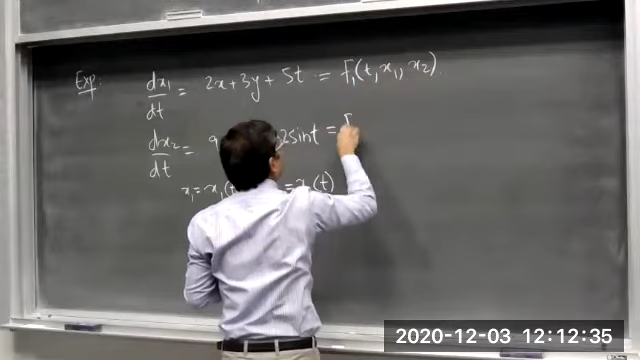 Exp: dx₁/dt = 2x+3y+5t = F₁(t,x₁,x₂).
dx₂/dt = 2sint =
x₁=x₁(t = x (t)
2020-12-03 12:12:35